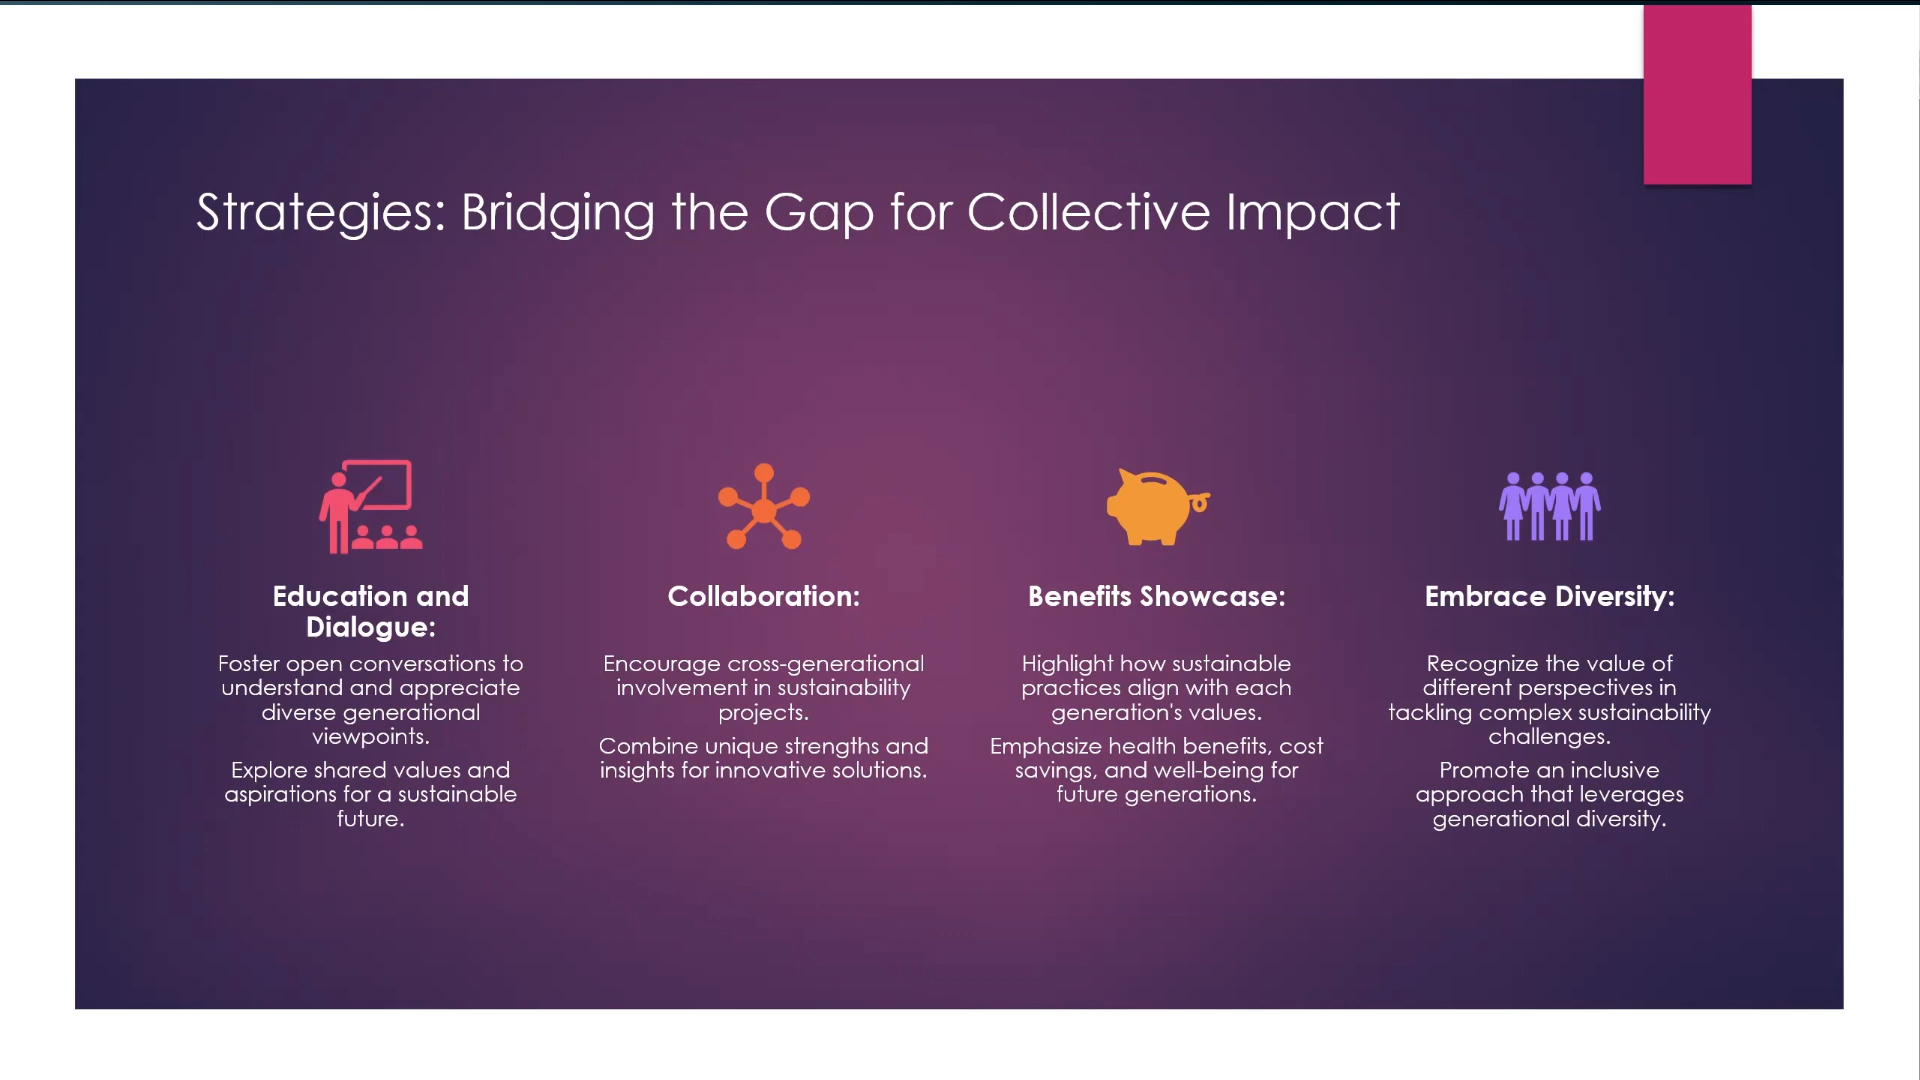 Strategies: Bridging the Gap for Collective Impact
Education and
Dialogue:
Foster open conversations to
understand and appreciate
diverse generational
viewpoints.
Explore shared values and
aspirations for a sustainable
future.
Collaboration:
Encourage cross-generational
involvement in sustainability
projects.
Combine unique strengths and
insights for innovative solutions.
Benefits Showcase:
Highlight how sustainable
practices align with each
generation's values.
Emphasize health benefits, cost
savings, and well-being for
future generations.
Embrace Diversity:
Recognize the value of
different perspectives in
tackling complex sustainability
challenges.
Promote an inclusive
approach that leverages
generational diversity.